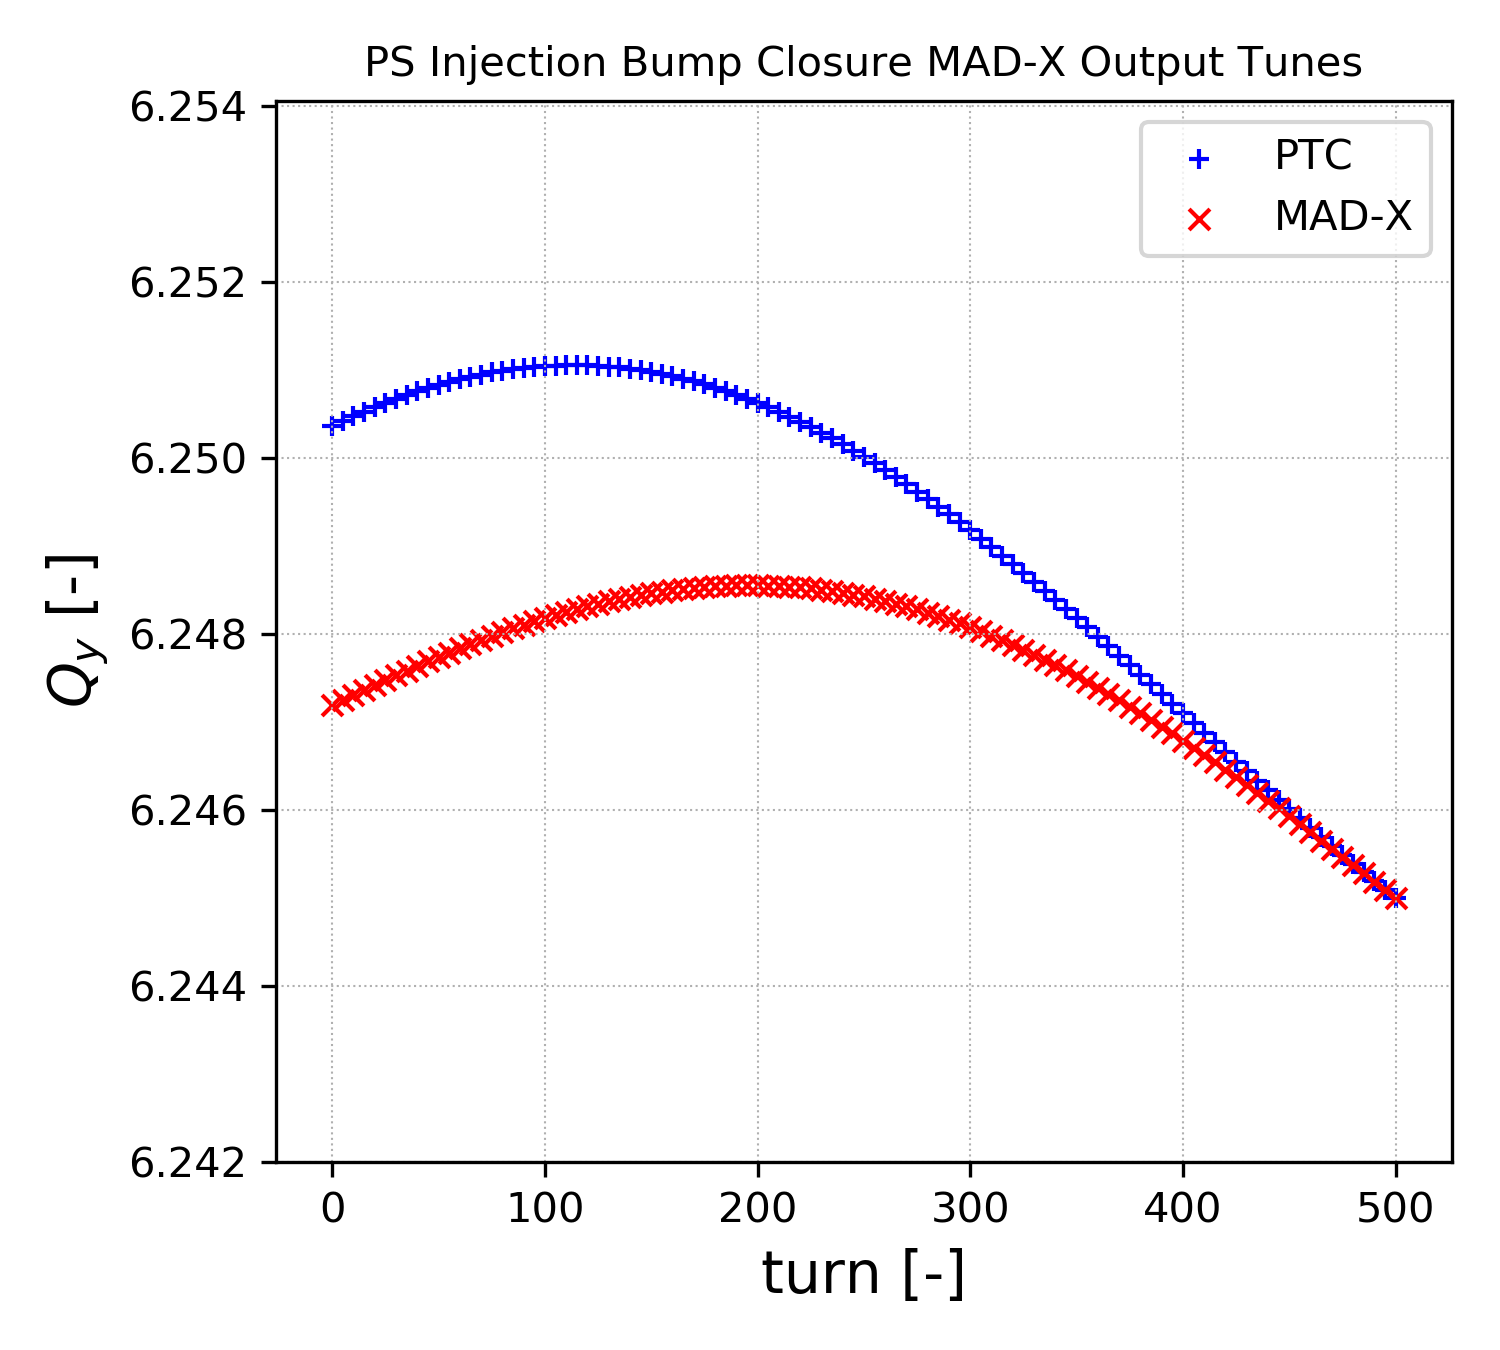 PS Injection Bump Closure MAD-X Output Tunes
6.254
6.252
6.250
6.248
6.246
6.244
6.242
Qy [-]
PTC
MAD-X
0 100 200 300 400 500
turn [-]